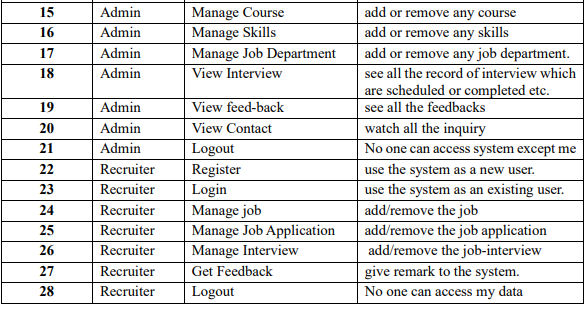 15 Admin Manage Course add or remove any course
16 Admin Manage Skills add or remove any skills
17 Admin Manage Job Department add or remove any job department.
18 Admin View Interview see all the record of interview which
are scheduled or completed etc.
19 Admin View feed-back see all the feedbacks
20 Admin View Contact watch all the inquiry
21 Admin Logout No one can access system except me
22 Recruiter Register use the system as a new user.
23 Recruiter Login use the system as an existing user.
24 Recruiter Manage job add/remove the job
25 Recruiter Manage Job Application add/remove the job application
26 Recruiter Manage Interview add/remove the job-interview
27 Recruiter Get Feedback give remark to the system.
28 Recruiter Logout No one can access my data